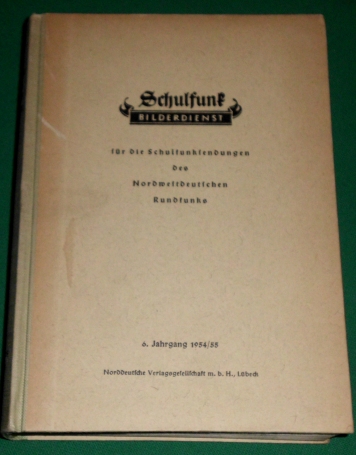 Schulfunk
BILDERDIENST
für die Schulfunksendungen
des
Nordwestdeutschen
Rundfunks
6. Jahrgang 1954/55
Norddeutsche Verlagsgesellschaft m. b. H., Lübeck